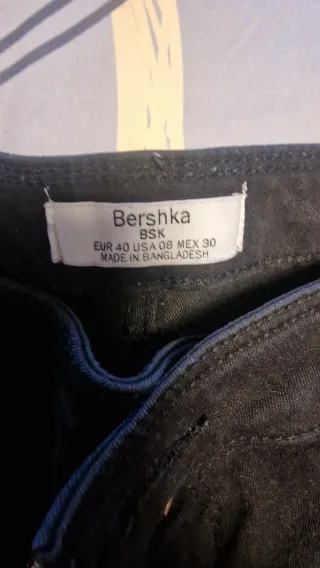 Bershka
BSK
EUR 40 USA 08 MEX 30
MADE IN BANGLADESH